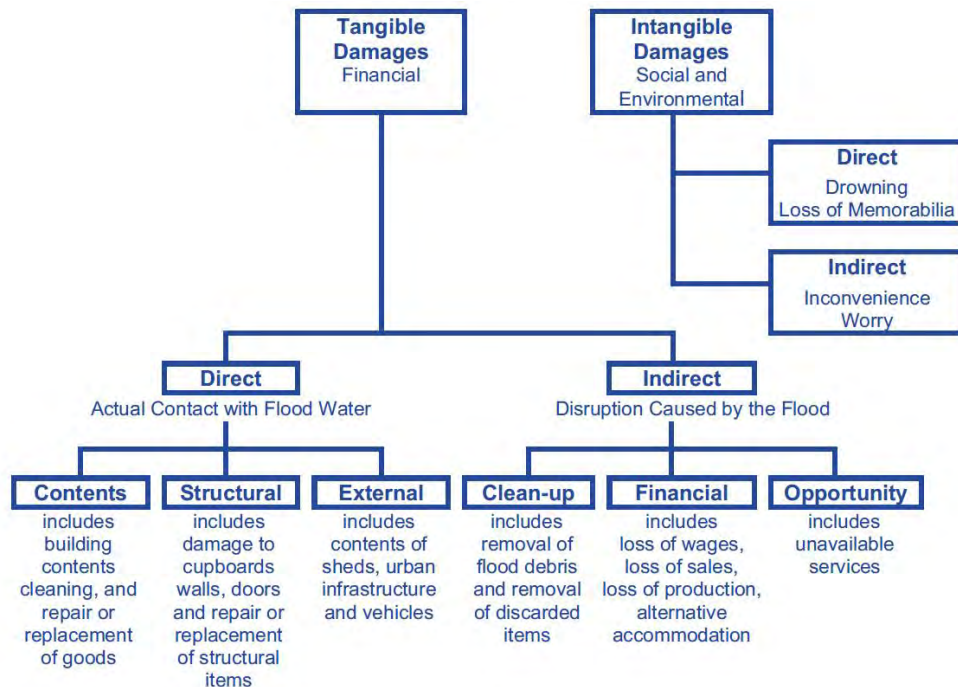 Tangible
Damages
Financial
Intangible
Damages
Social and
Environmental
Direct
Drowning
Loss of Memorabilia
Indirect
Inconvenience
Worry
Direct
Actual Contact with Flood Water
Indirect
Disruption Caused by the Flood
Contents
includes
building
contents
cleaning, and
repair or
replacement
of goods
Structural
includes
damage to
cupboards
walls, doors
and repair or
replacement
of structural
items
External
includes
contents of
sheds, urban
infrastructure
and vehicles
Clean-up
includes
removal of
flood debris
and removal
of discarded
items
Financial
includes
loss of wages,
loss of sales,
loss of production,
alternative
accommodation
Opportunity
includes
unavailable
services